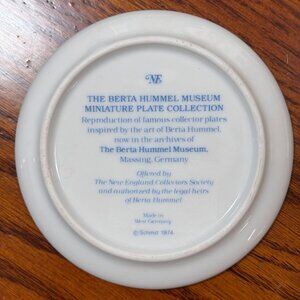 NE
THE BERTA HUMMEL MUSEUM
MINIATURE PLATE COLLECTION
Reproduction of famous collector plates
inspired by the art of Berta Hummel,
now in the archives of
The Berta Hummel Museum,
Massing, Germany
Offered by
The New England Collectors Society
and authorized by the legal heirs
of Berta Hummel
Made in
West Germany
©Schmid 1974